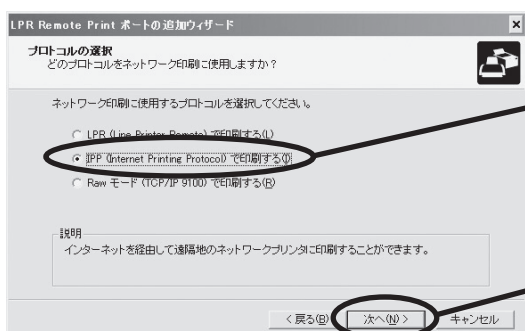 LPR Remote Print ポートの追加ウィザード
プロトコルの選択
どのプロトコルをネットワーク印刷に使用しますか？
ネットワーク印刷に使用するプロトコルを選択してください。
LPR (Line Printer Remote) で印刷する(L)
IPP (Internet Printing Protocol) で印刷する(I)
Raw モード (TCP/IP 9100) で印刷する(R)
説明
インターネットを経由して遠隔地のネットワークプリンタに印刷することができます。
< 戻る(B) 次へ(N) > キャンセル